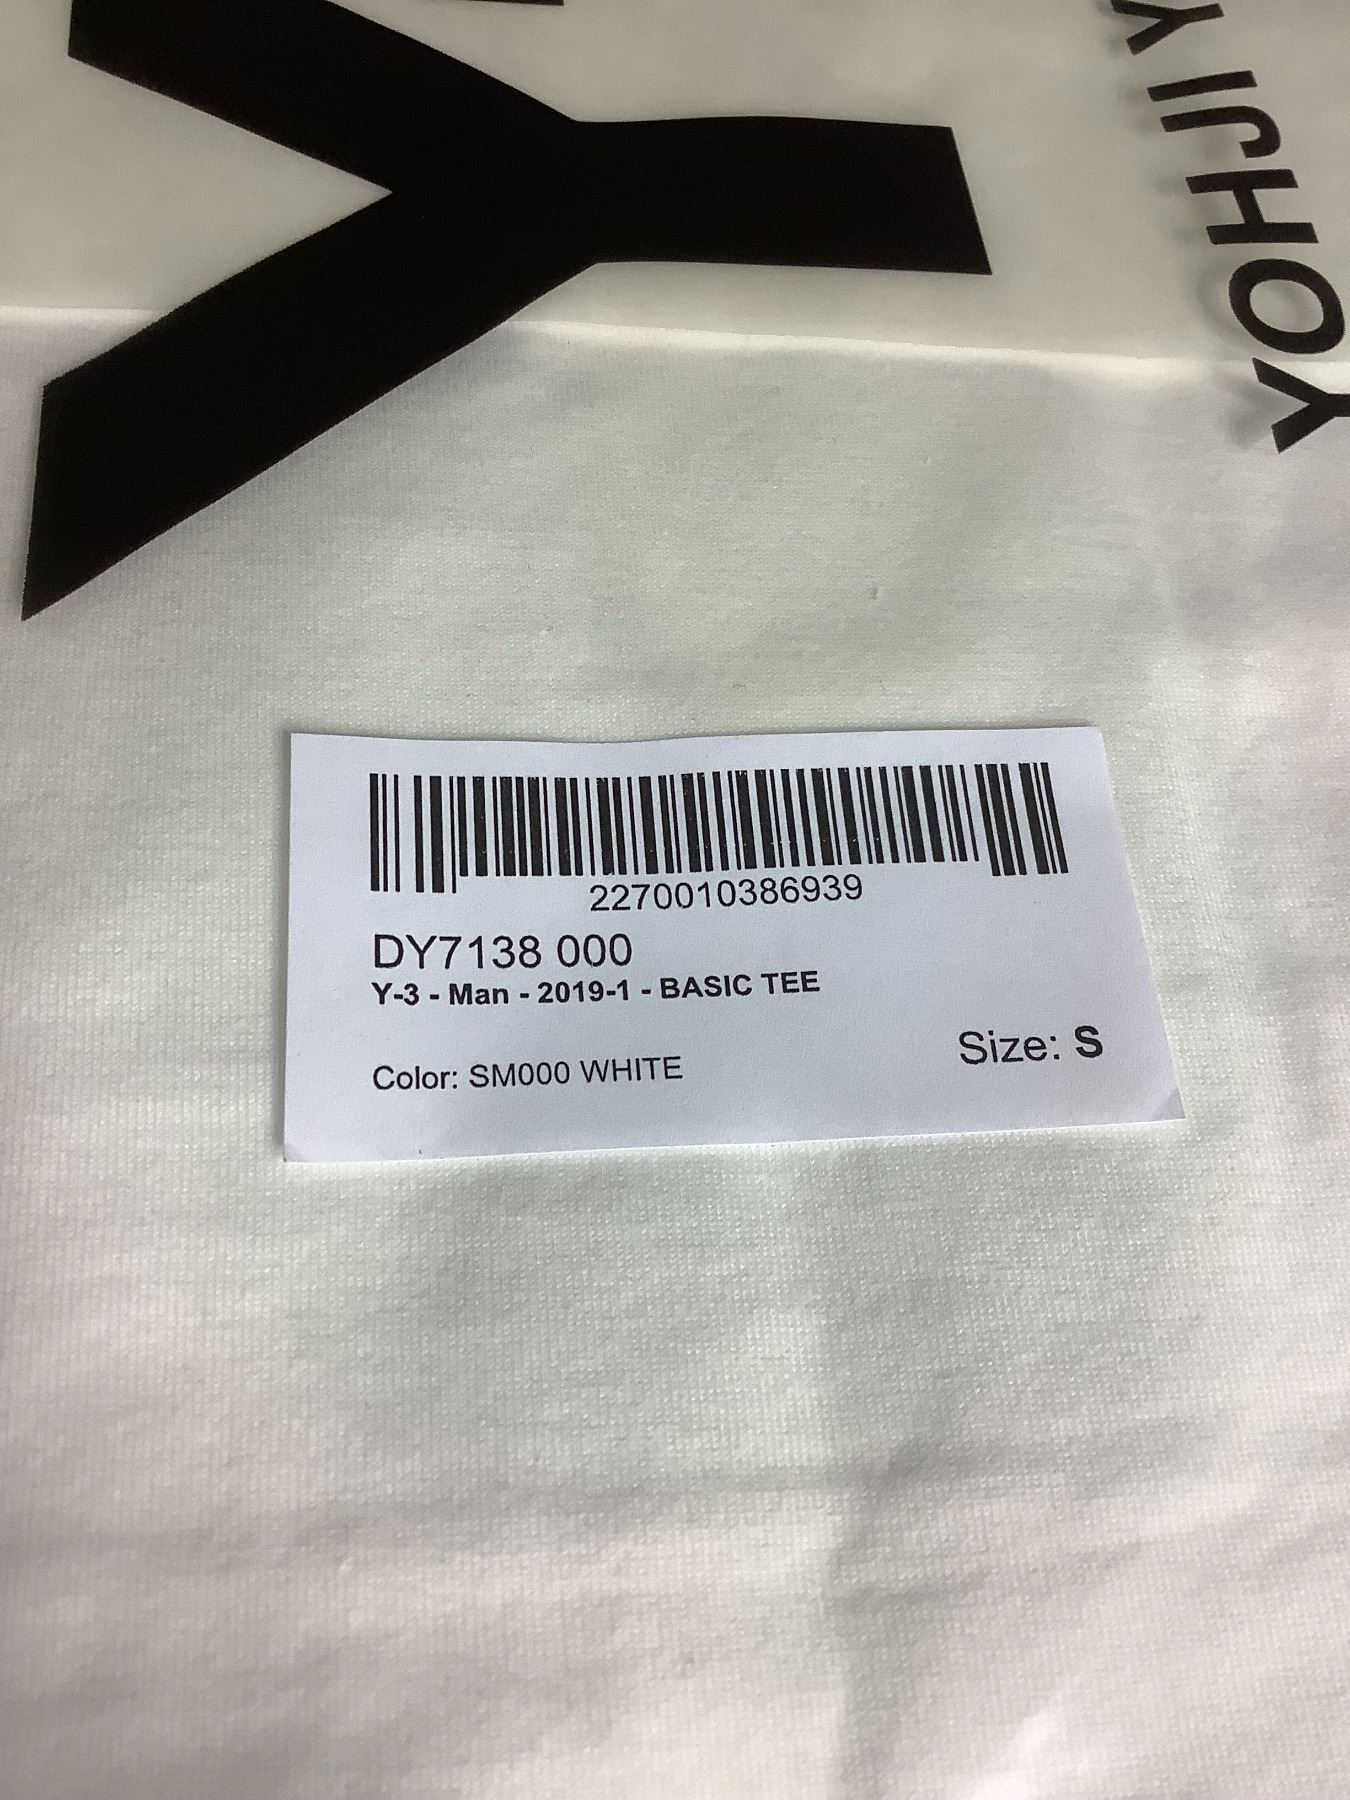 Y
YOHJI Y
2270010386939
DY7138 000
Y-3 - Man - 2019-1 - BASIC TEE
Size: S
Color: SM000 WHITE